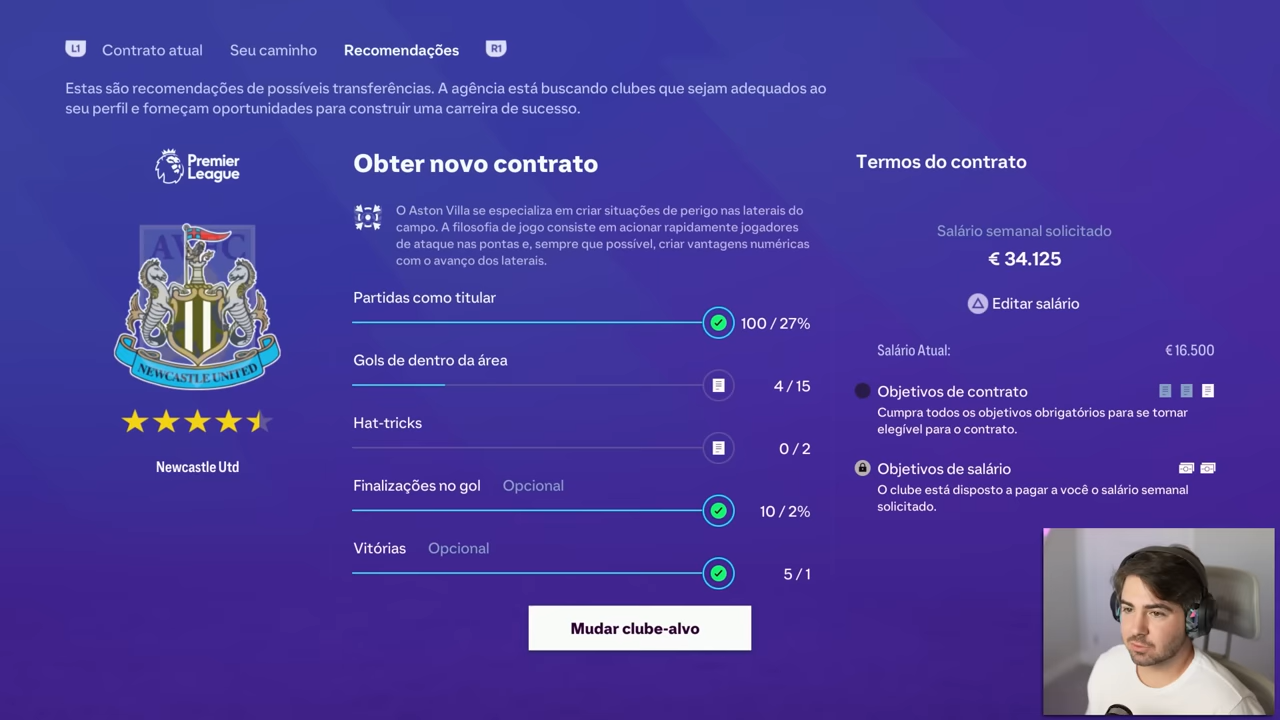 L1 Contrato atual Seu caminho Recomendações R1
Estas são recomendações de possíveis transferências. A agência está buscando clubes que sejam adequados ao
seu perfil e forneçam oportunidades para construir uma carreira de sucesso.
Premier
League
AVFC
NEWCASTLE UNITED
Newcastle Utd
Obter novo contrato
O Aston Villa se especializa em criar situações de perigo nas laterais do
campo. A filosofia de jogo consiste em acionar rapidamente jogadores
de ataque nas pontas e, sempre que possível, criar vantagens numéricas
com o avanço dos laterais.
Partidas como titular
100 / 27%
Gols de dentro da área
4 / 15
Hat-tricks
0 / 2
Finalizações no gol Opcional
10 / 2%
Vitórias Opcional
5 / 1
Mudar clube-alvo
Termos do contrato
Salário semanal solicitado
€ 34.125
Editar salário
Salário Atual: €16.500
Objetivos de contrato
Cumpra todos os objetivos obrigatórios para se tornar
elegível para o contrato.
Objetivos de salário
O clube está disposto a pagar a você o salário semanal
solicitado.